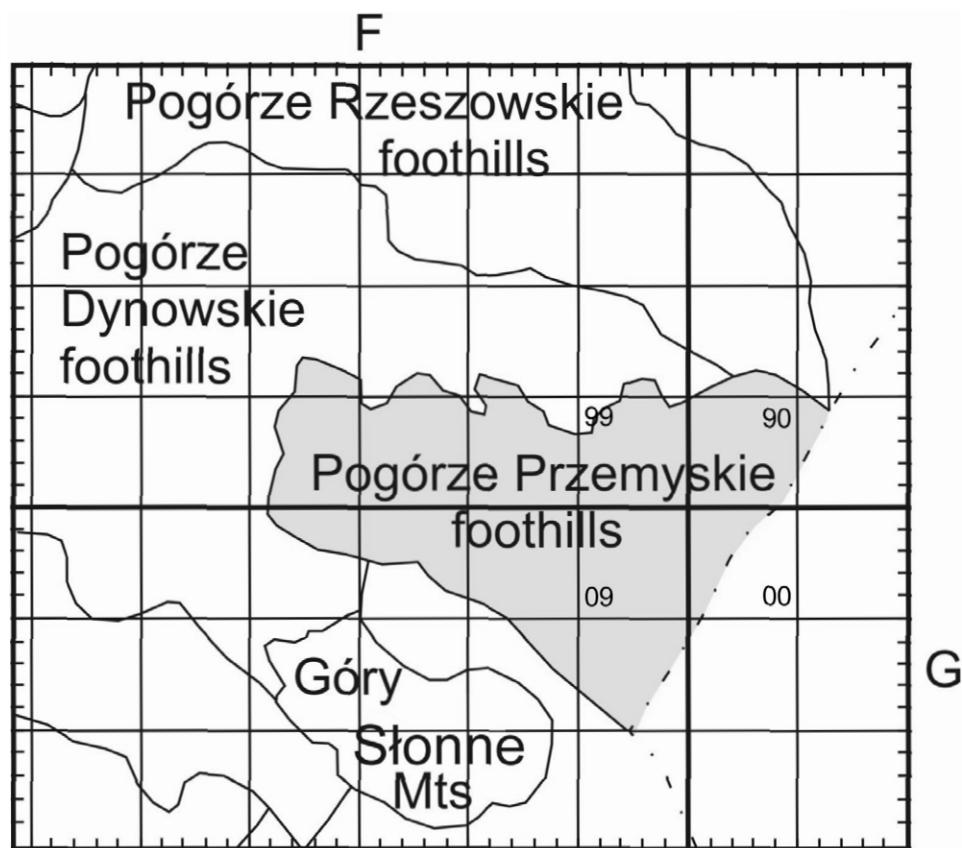 F
Pogórze Rzeszowskie
foothills
Pogórze
Dynowskie
foothills
99
90
Pogórze Przemyskie
foothills
09
00
G
Góry
Słonne
Mts